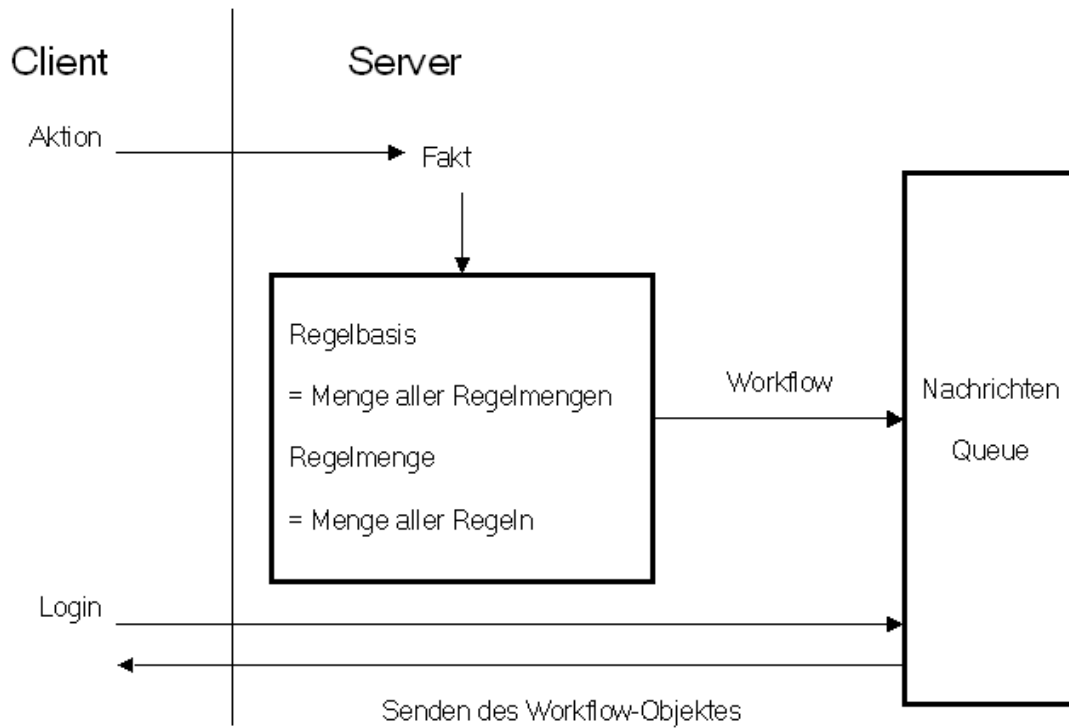 Client
Server
Aktion
Fakt
Regelbasis
= Menge aller Regelmengen
Regelmenge
= Menge aller Regeln
Workflow
Nachrichten
Queue
Login
Senden des Workflow-Objektes